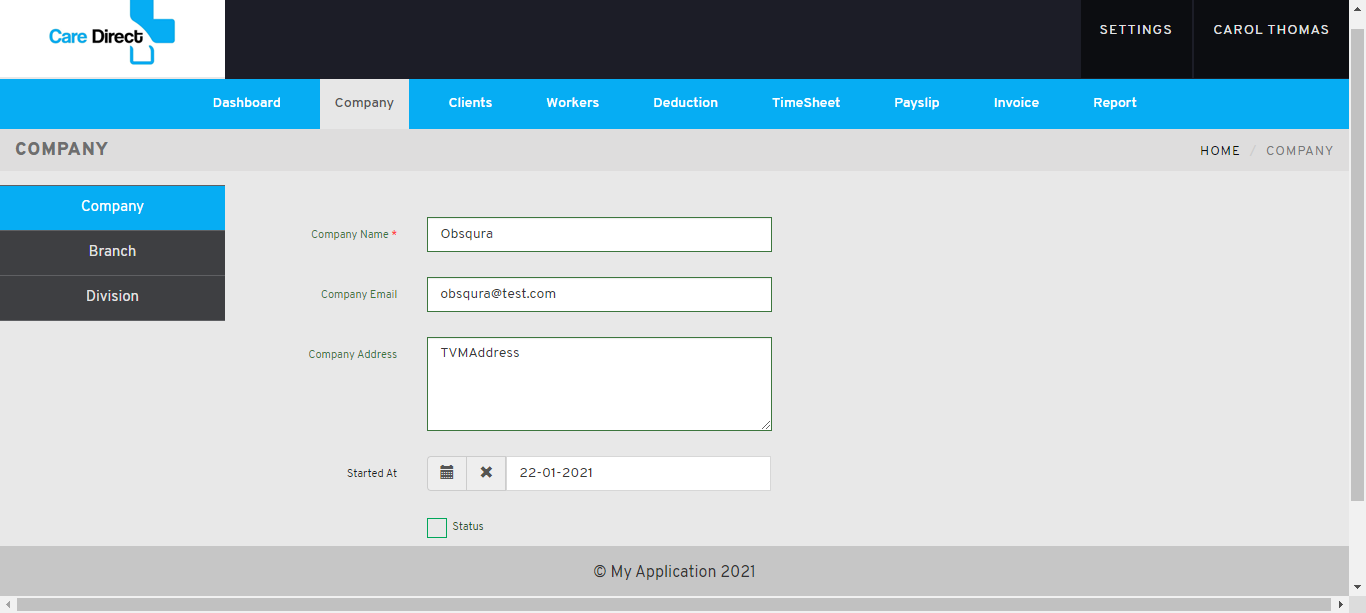 Care Direct
SETTINGS
CAROL THOMAS
Dashboard
Company
Clients
Workers
Deduction
TimeSheet
Payslip
Invoice
Report
COMPANY
HOME / COMPANY
Company
Branch
Division
Company Name *
Obsqura
Company Email
obsqura@test.com
Company Address
TVMAddress
Started At
22-01-2021
Status
© My Application 2021